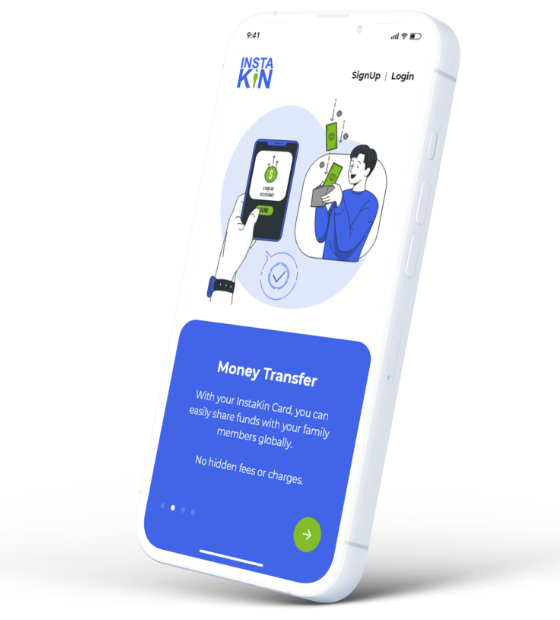 9:41
INSTA
KIN
SignUp | Login
$
Money Transfer
With your InstaKin Card, you can
easily share funds with your family
members globally.
No hidden fees or charges.